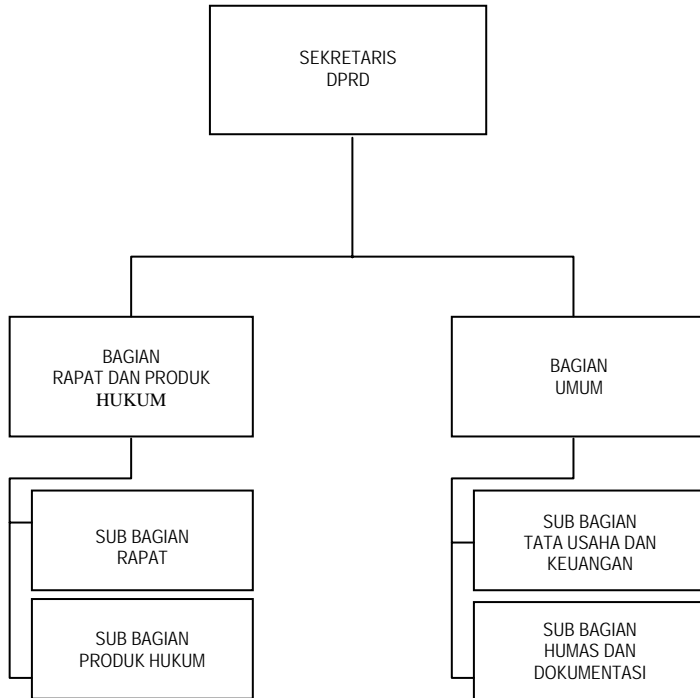 SEKRETARIS
DPRD
BAGIAN
RAPAT DAN PRODUK
HUKUM
BAGIAN
UMUM
SUB BAGIAN
RAPAT
SUB BAGIAN
TATA USAHA DAN
KEUANGAN
SUB BAGIAN
PRODUK HUKUM
SUB BAGIAN
HUMAS DAN
DOKUMENTASI